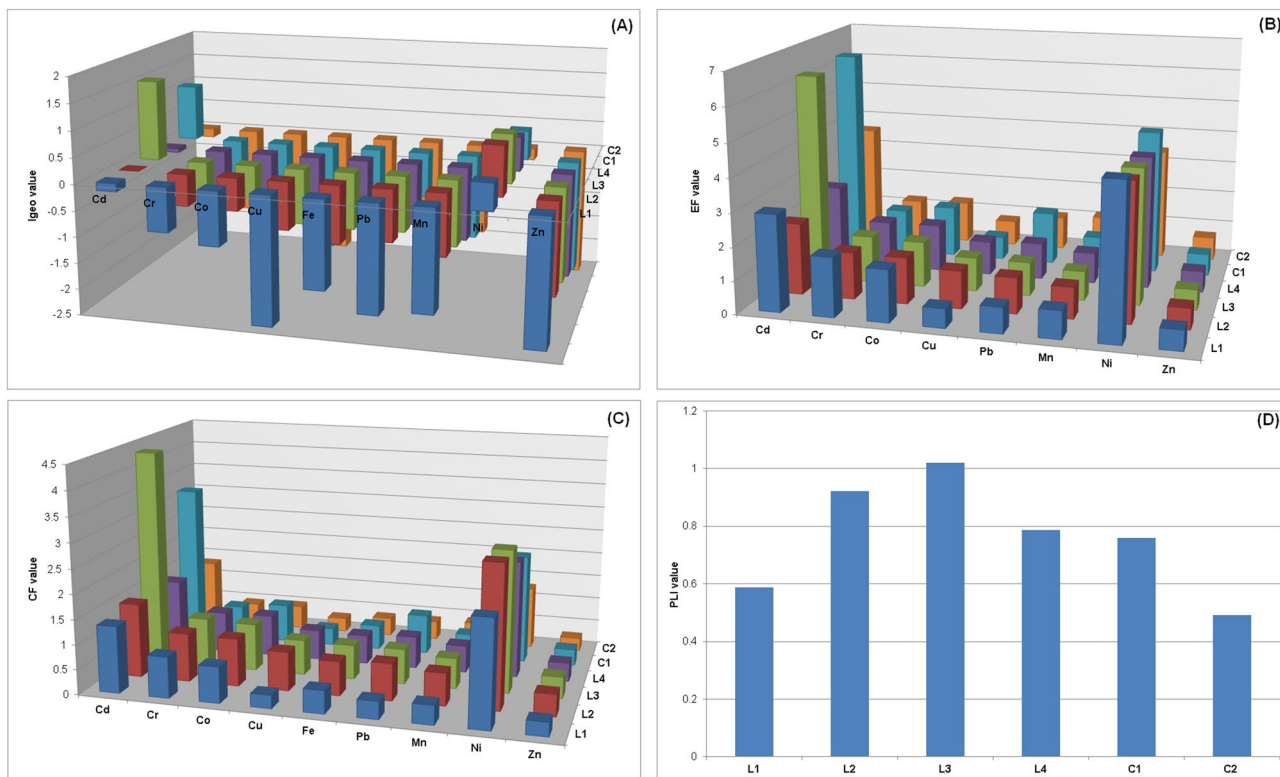 (A)
Igeo value
2
1.5
1
0.5
0
-0.5
-1
-1.5
-2
-2.5
Cd
Cr
Co
Cu
Fe
Pb
Mn
Ni
Zn
C2
C1
L4
L3
L2
L1
(B)
EF value
7
6
5
4
3
2
1
0
Cd
Cr
Co
Cu
Pb
Mn
Ni
Zn
C2
C1
L4
L3
L2
L1
(C)
CF value
4.5
4
3.5
3
2.5
2
1.5
1
0.5
0
Cd
Cr
Co
Cu
Fe
Pb
Mn
Ni
Zn
C2
C1
L4
L3
L2
L1
(D)
PLI value
1.2
1
0.8
0.6
0.4
0.2
0
L1
L2
L3
L4
C1
C2